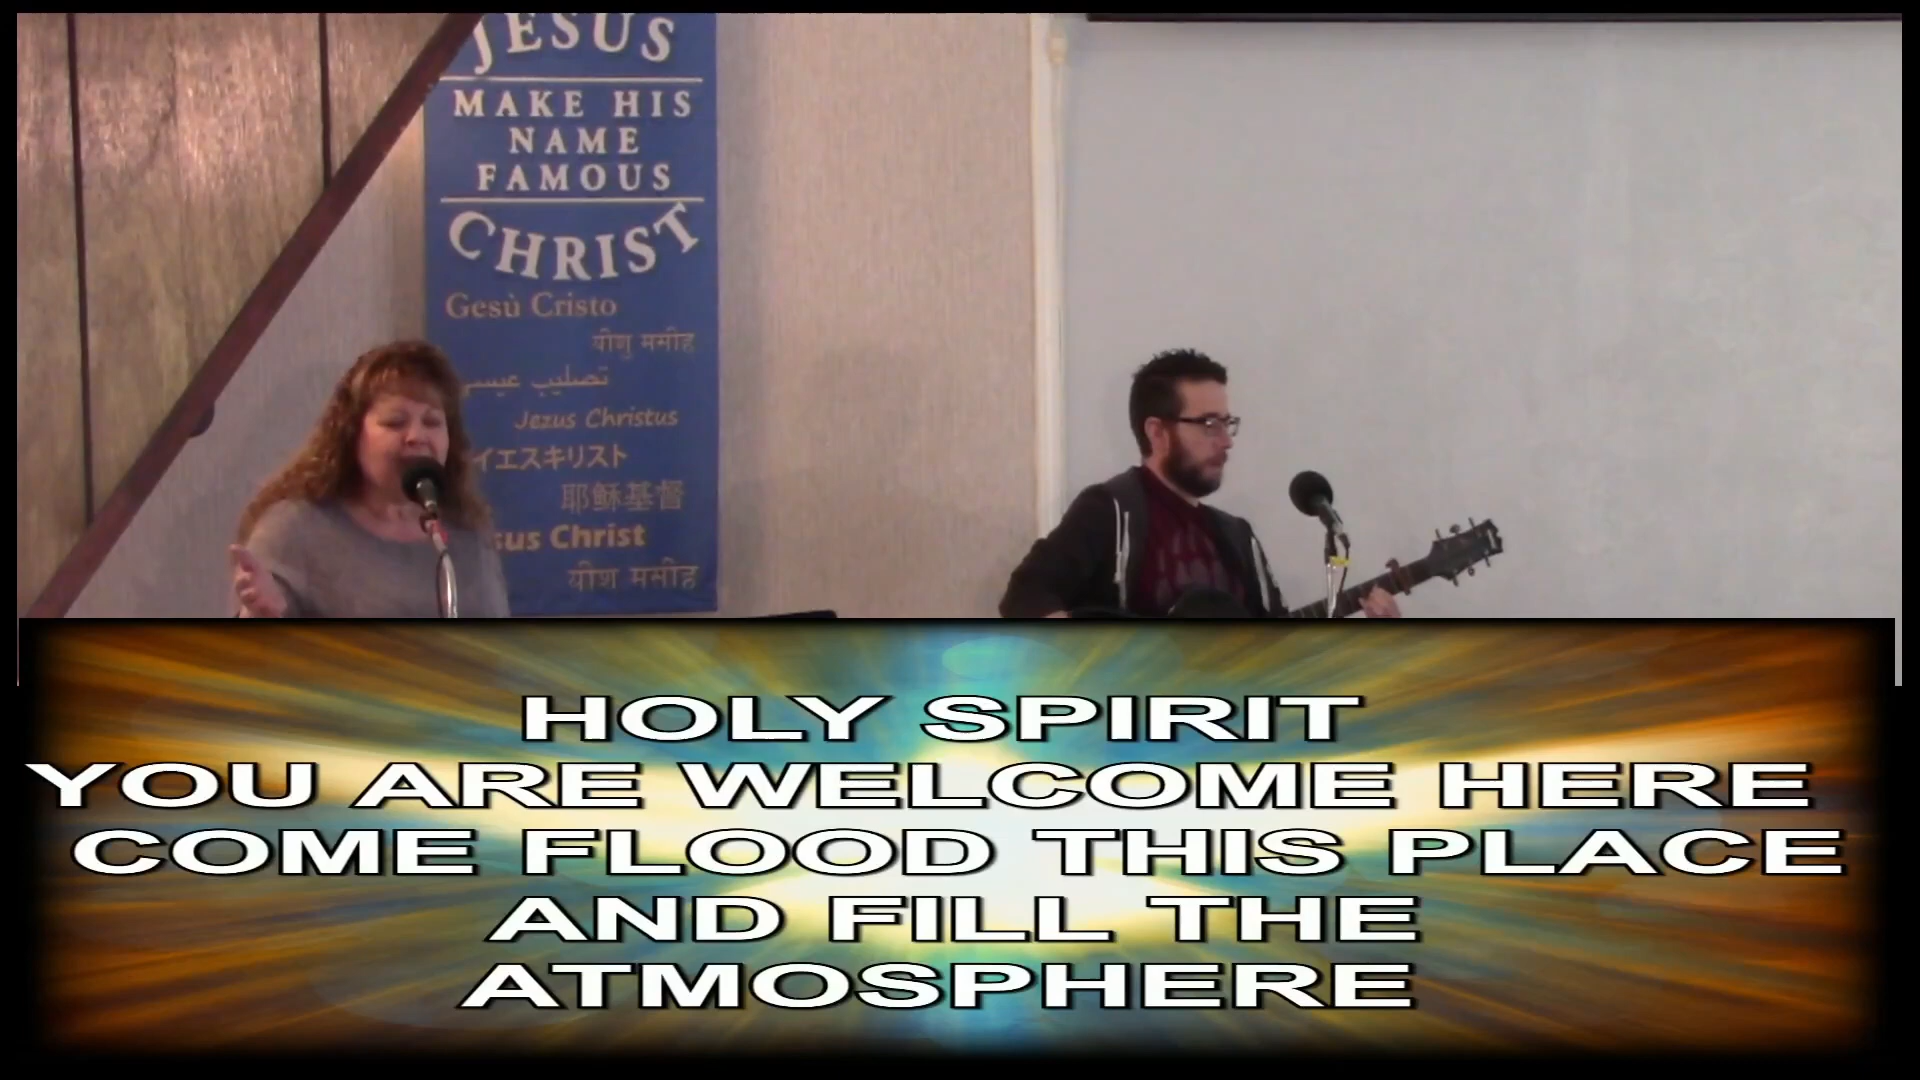 JESUS
MAKE HIS
NAME
FAMOUS
CHRIST
Gesù Cristo
यीशु मसीह
تصليب عيسى
Jezus Christus
イエスキリスト
耶稣基督
sus Christ
यीशु मसीह
HOLY SPIRIT
YOU ARE WELCOME HERE
COME FLOOD THIS PLACE
AND FILL THE
ATMOSPHERE